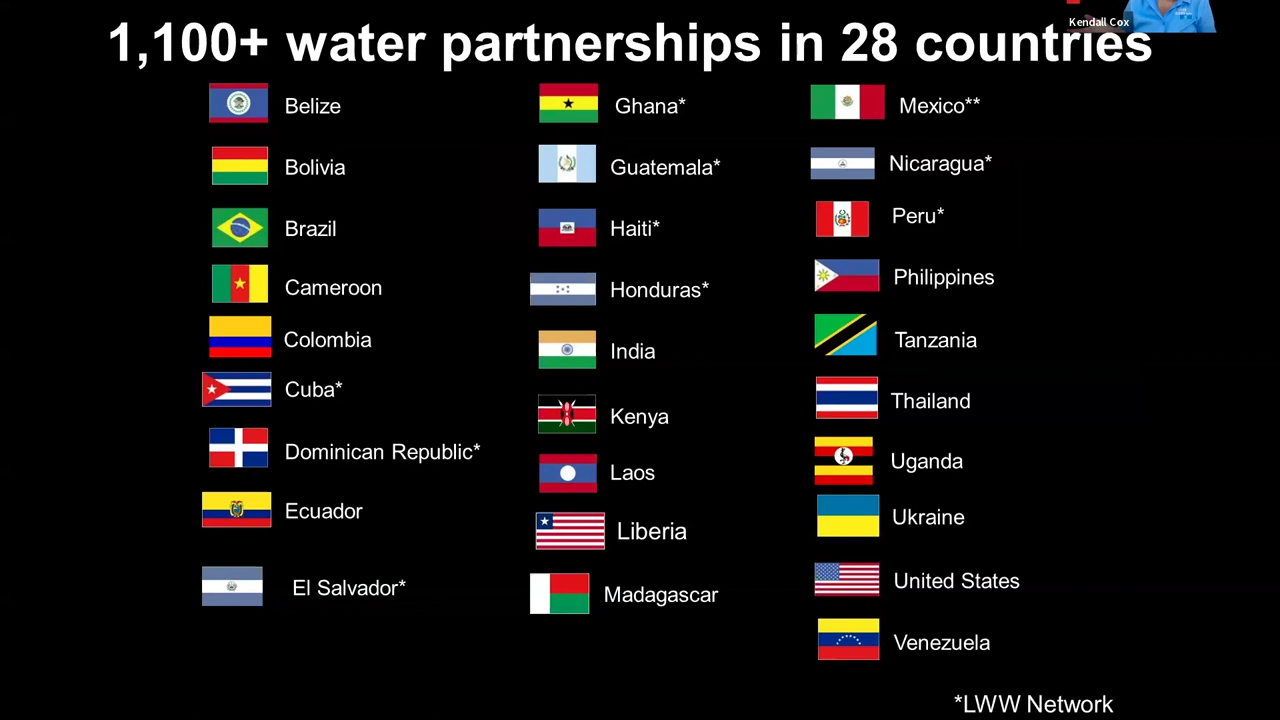 Kendall Cox
1,100+ water partnerships in 28 countries
Belize
Bolivia
Brazil
Cameroon
Colombia
Cuba*
Dominican Republic*
Ecuador
El Salvador*
Ghana*
Guatemala*
Haiti*
Honduras*
India
Kenya
Laos
Liberia
Madagascar
Mexico**
Nicaragua*
Peru*
Philippines
Tanzania
Thailand
Uganda
Ukraine
United States
Venezuela
*LWW Network